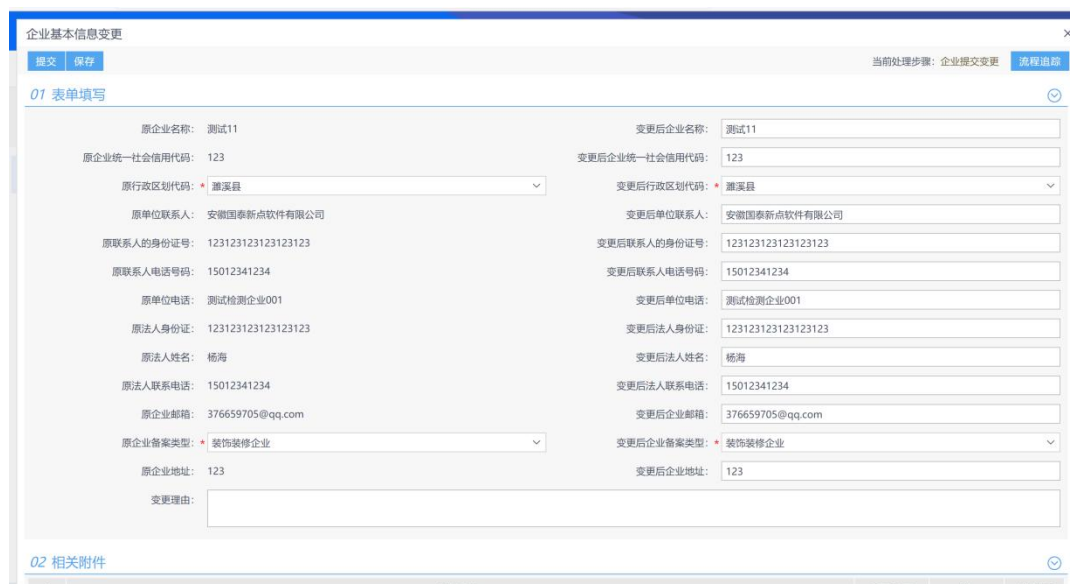 企业基本信息变更
提交 保存 当前处理步骤: 企业提交变更 流程追踪
01 表单填写
原企业名称: 测试11 变更后企业名称: 测试11
原企业统一社会信用代码: 123 变更后企业统一社会信用代码: 123
原行政区划代码: * 濉溪县 变更后行政区划代码: * 濉溪县
原单位联系人: 安徽国泰新点软件有限公司 变更后单位联系人: 安徽国泰新点软件有限公司
原联系人的身份证号: 123123123123123123 变更后联系人的身份证号: 123123123123123123
原联系人电话号码: 15012341234 变更后联系人电话号码: 15012341234
原单位电话: 测试检测企业001 变更后单位电话: 测试检测企业001
原法人身份证: 123123123123123123 变更后法人身份证: 123123123123123123
原法人姓名: 杨海 变更后法人姓名: 杨海
原法人联系电话: 15012341234 变更后法人联系电话: 15012341234
原企业邮箱: 376659705@qq.com 变更后企业邮箱: 376659705@qq.com
原企业备案类型: * 装饰装修企业 变更后企业备案类型: * 装饰装修企业
原企业地址: 123 变更后企业地址: 123
变更理由:
02 相关附件